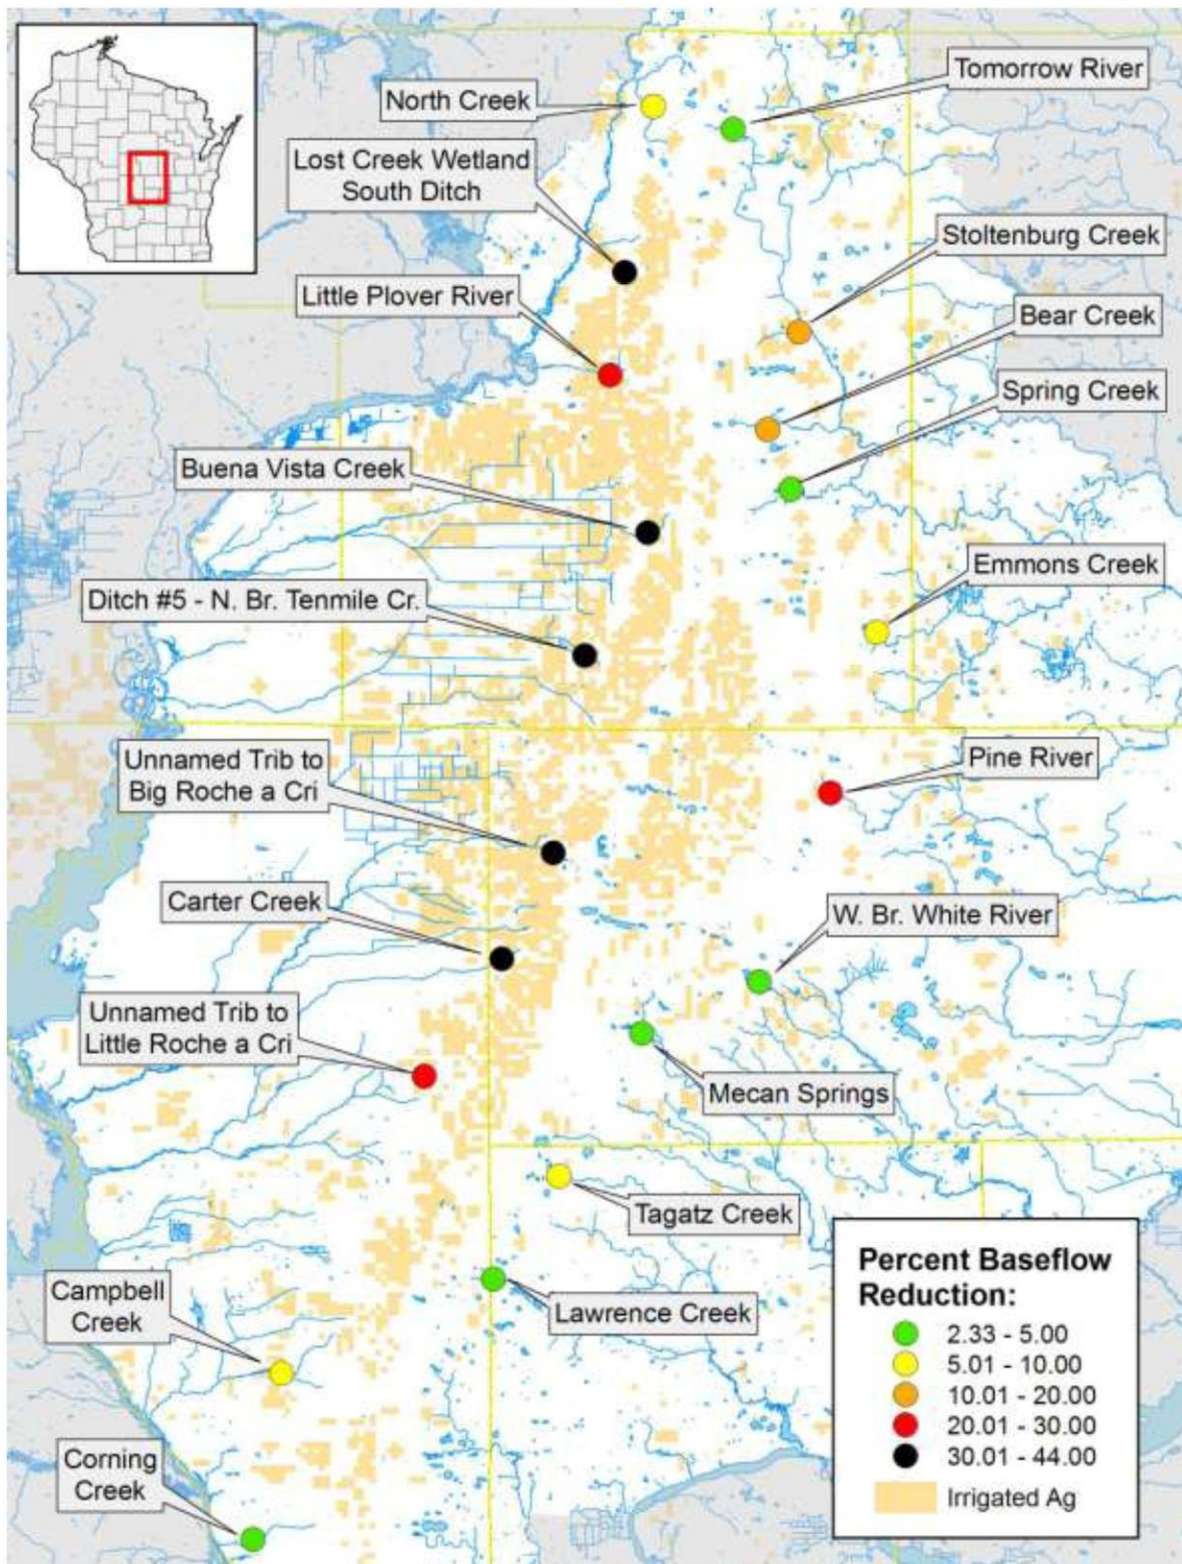 Tomorrow River
North Creek
Lost Creek Wetland
South Ditch
Stoltenburg Creek
Little Plover River
Bear Creek
Spring Creek
Buena Vista Creek
Emmons Creek
Ditch #5 - N. Br. Tenmile Cr.
Unnamed Trib to
Big Roche a Cri
Pine River
Carter Creek
W. Br. White River
Unnamed Trib to
Little Roche a Cri
Mecan Springs
Tagatz Creek
Campbell
Creek
Lawrence Creek
Corning
Creek
Percent Baseflow
Reduction:
2.33 - 5.00
5.01 - 10.00
10.01 - 20.00
20.01 - 30.00
30.01 - 44.00
Irrigated Ag